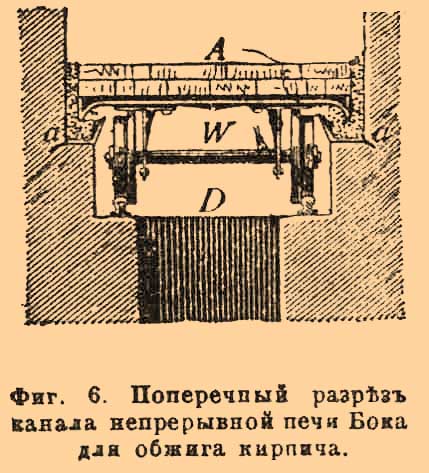 A
a W a
D
Фиг. 6. Поперечный разрѣзъ
канала непрерывной печи Бока
для обжига кирпича.